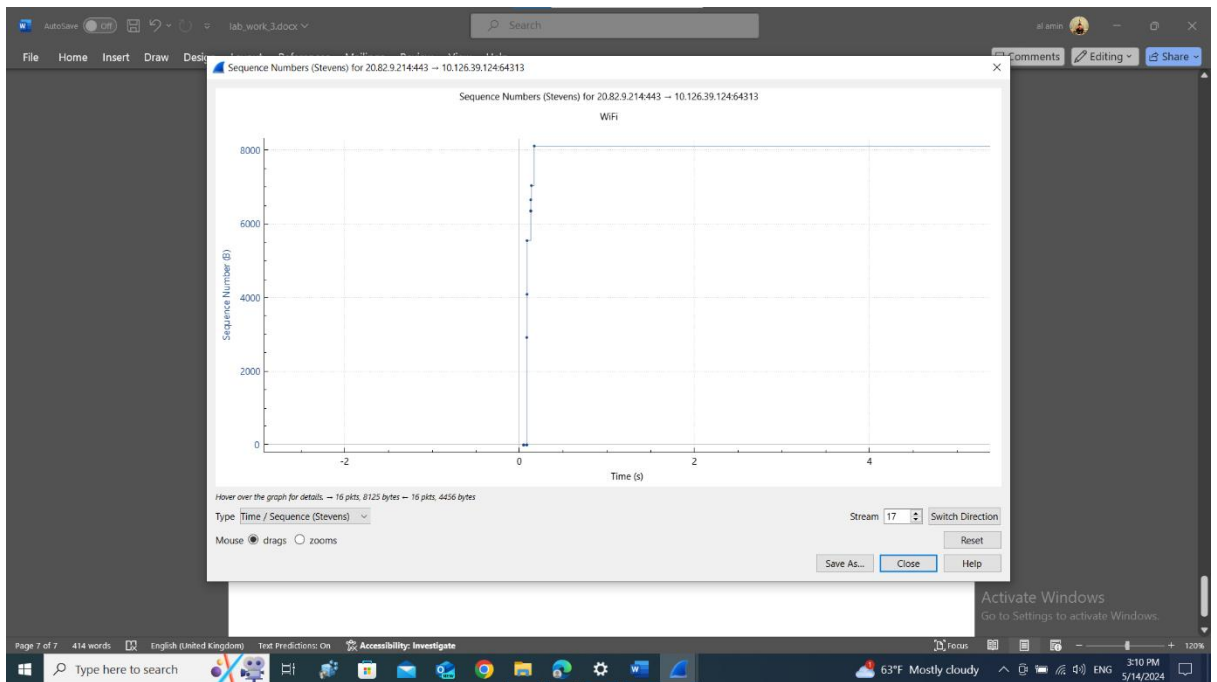 AutoSave Off lab_work_3.docx Search al amin
File Home Insert Draw Comments Editing Share
Sequence Numbers (Stevens) for 20.82.9.214:443 → 10.126.39.124:64313
Sequence Numbers (Stevens) for 20.82.9.214:443 → 10.126.39.124:64313
WiFi
8000
6000
4000
2000
0
Sequence Number (B)
-2 0 2 4
Time (s)
Hover over the graph for details. → 16 pkts, 8125 bytes ← 16 pkts, 4456 bytes
Type Time / Sequence (Stevens) Stream 17 Switch Direction
Mouse drags zooms Reset
Save As... Close Help
Activate Windows
Go to Settings to activate Windows.
Page 7 of 7 414 words English (United Kingdom) Text Predictions: On Accessibility: Investigate Focus 120%
Type here to search 63°F Mostly cloudy ENG 3:10 PM
5/14/2024